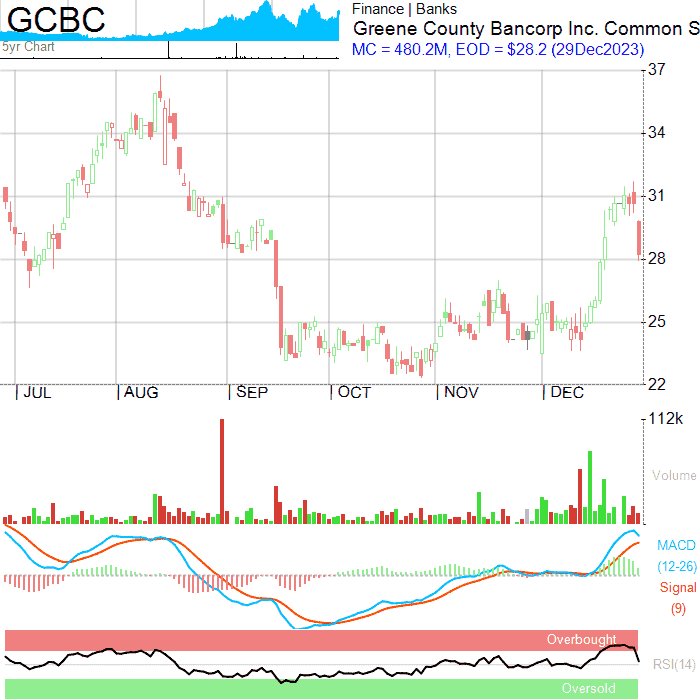 GCBC
5yr Chart
Finance | Banks
Greene County Bancorp Inc. Common S
MC = 480.2M, EOD = $28.2 (29Dec2023)
37
34
31
28
25
22
JUL AUG SEP OCT NOV DEC
112k
Volume
MACD
(12-26)
Signal
(9)
Overbought
RSI(14)
Oversold